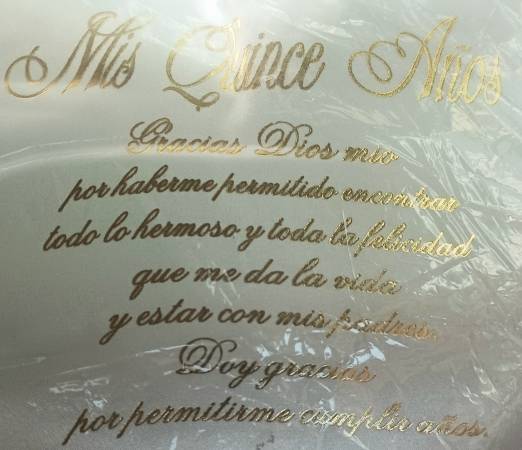 Mis Quince Años
Gracias Dios mio
por haberme permitido encontrar
todo lo hermoso y toda la felicidad
que me da la vida
y estar con mis padres.
Doy gracias
por permitirme cumplir años.